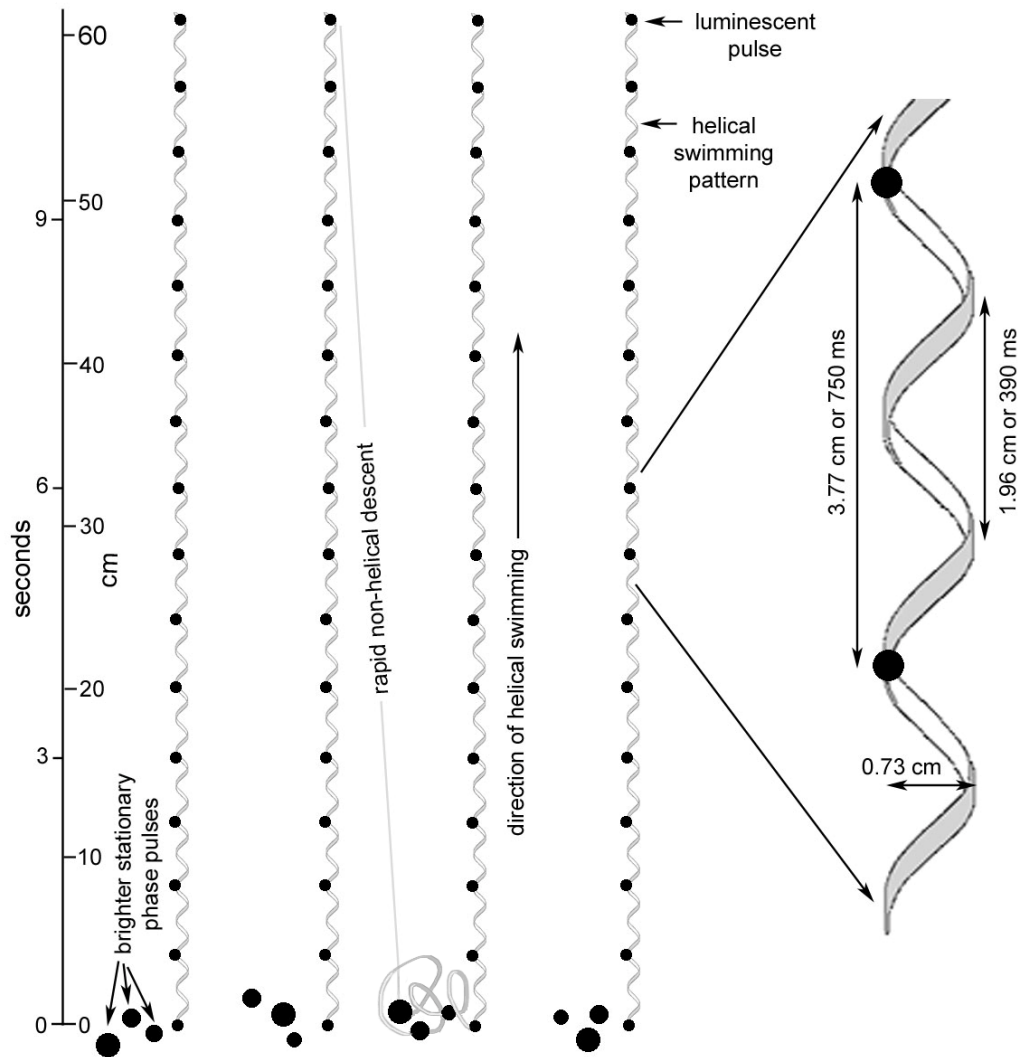 60
50
9
40
6
30
20
3
10
0
0
seconds
cm
brighter stationary
phase pulses
rapid non-helical descent
direction of helical swimming
luminescent
pulse
helical
swimming
pattern
3.77 cm or 750 ms
1.96 cm or 390 ms
0.73 cm